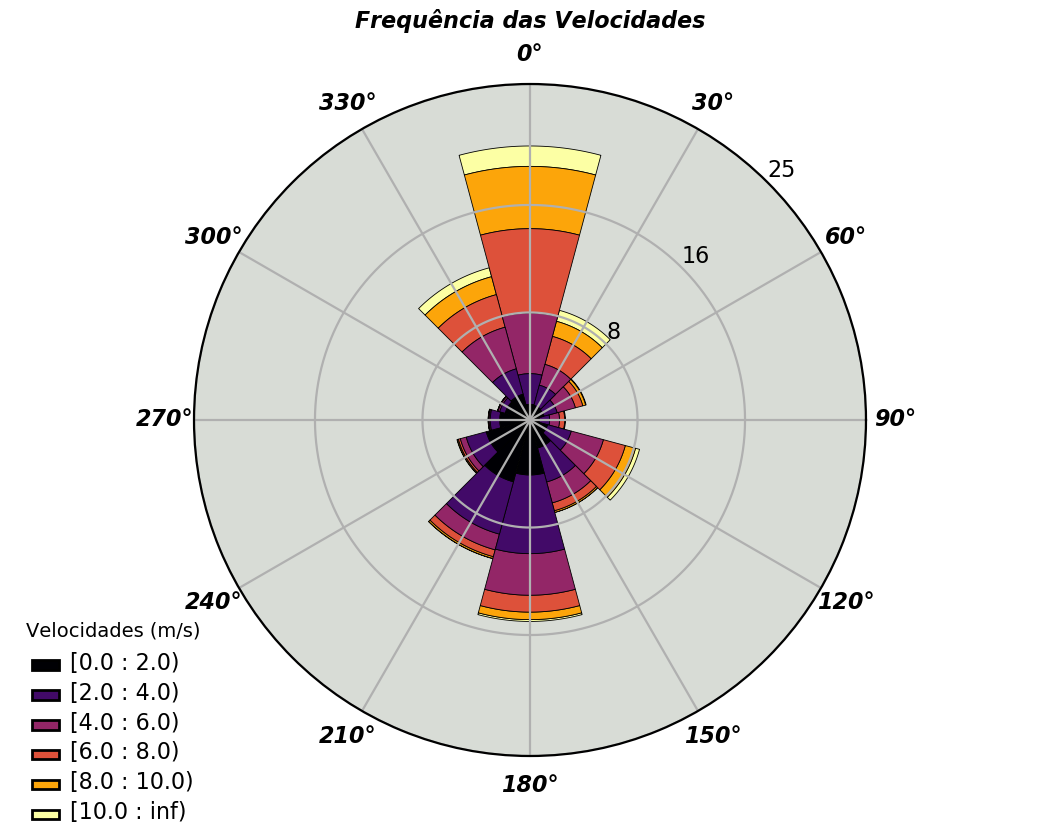 Frequência das Velocidades
0°
330°
30°
25
300°
60°
16
8
270°
90°
240°
120°
Velocidades (m/s)
[0.0 : 2.0)
[2.0 : 4.0)
[4.0 : 6.0)
210°
150°
[6.0 : 8.0)
[8.0 : 10.0)
180°
[10.0 : inf)